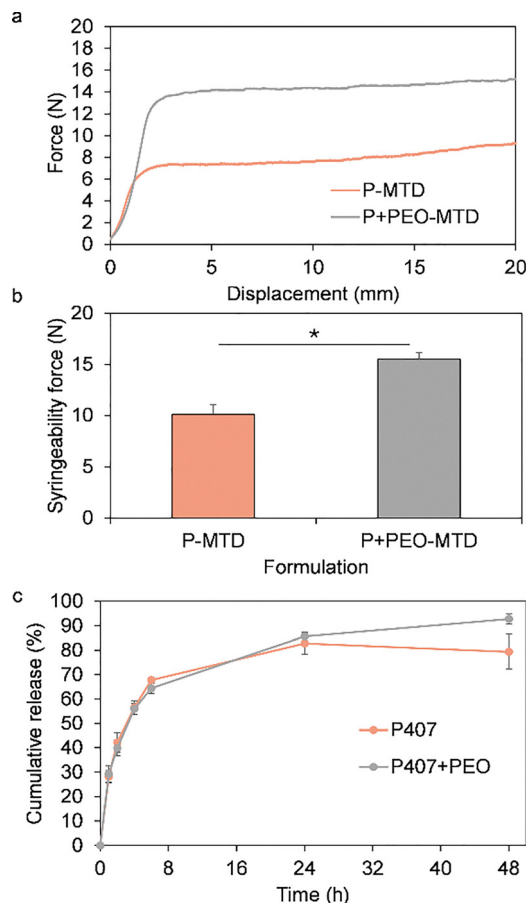 a
16
14
12
10
8
6
4
2
0
Force (N)
P-MTD
P+PEO-MTD
0 5 10 15 20
Displacement (mm)
b
20
15
10
5
0
Syringeability force (N)
*
P-MTD P+PEO-MTD
Formulation
c
100
90
80
70
60
50
40
30
20
10
0
Cumulative release (%)
P407
P407+PEO
0 8 16 24 32 40 48
Time (h)